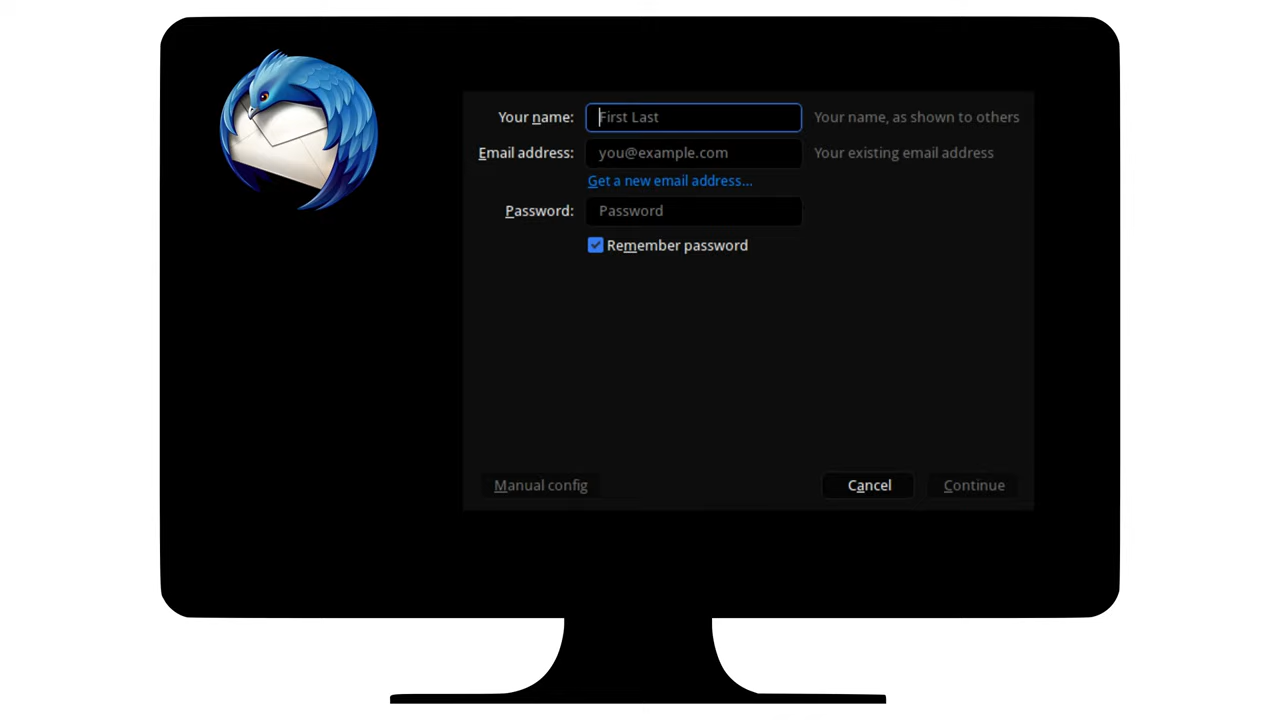 Your name: First Last Your name, as shown to others
Email address: you@example.com Your existing email address
Get a new email address...
Password: Password
Remember password
Manual config Cancel Continue